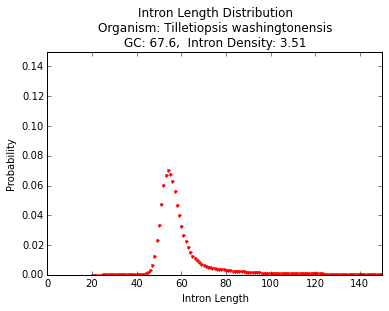 Intron Length Distribution
Organism: Tilletiopsis washingtonensis
GC: 67.6,  Intron Density: 3.51
0.14
0.12
0.10
0.08
0.06
0.04
0.02
0.00
Probability
0 20 40 60 80 100 120 140
Intron Length